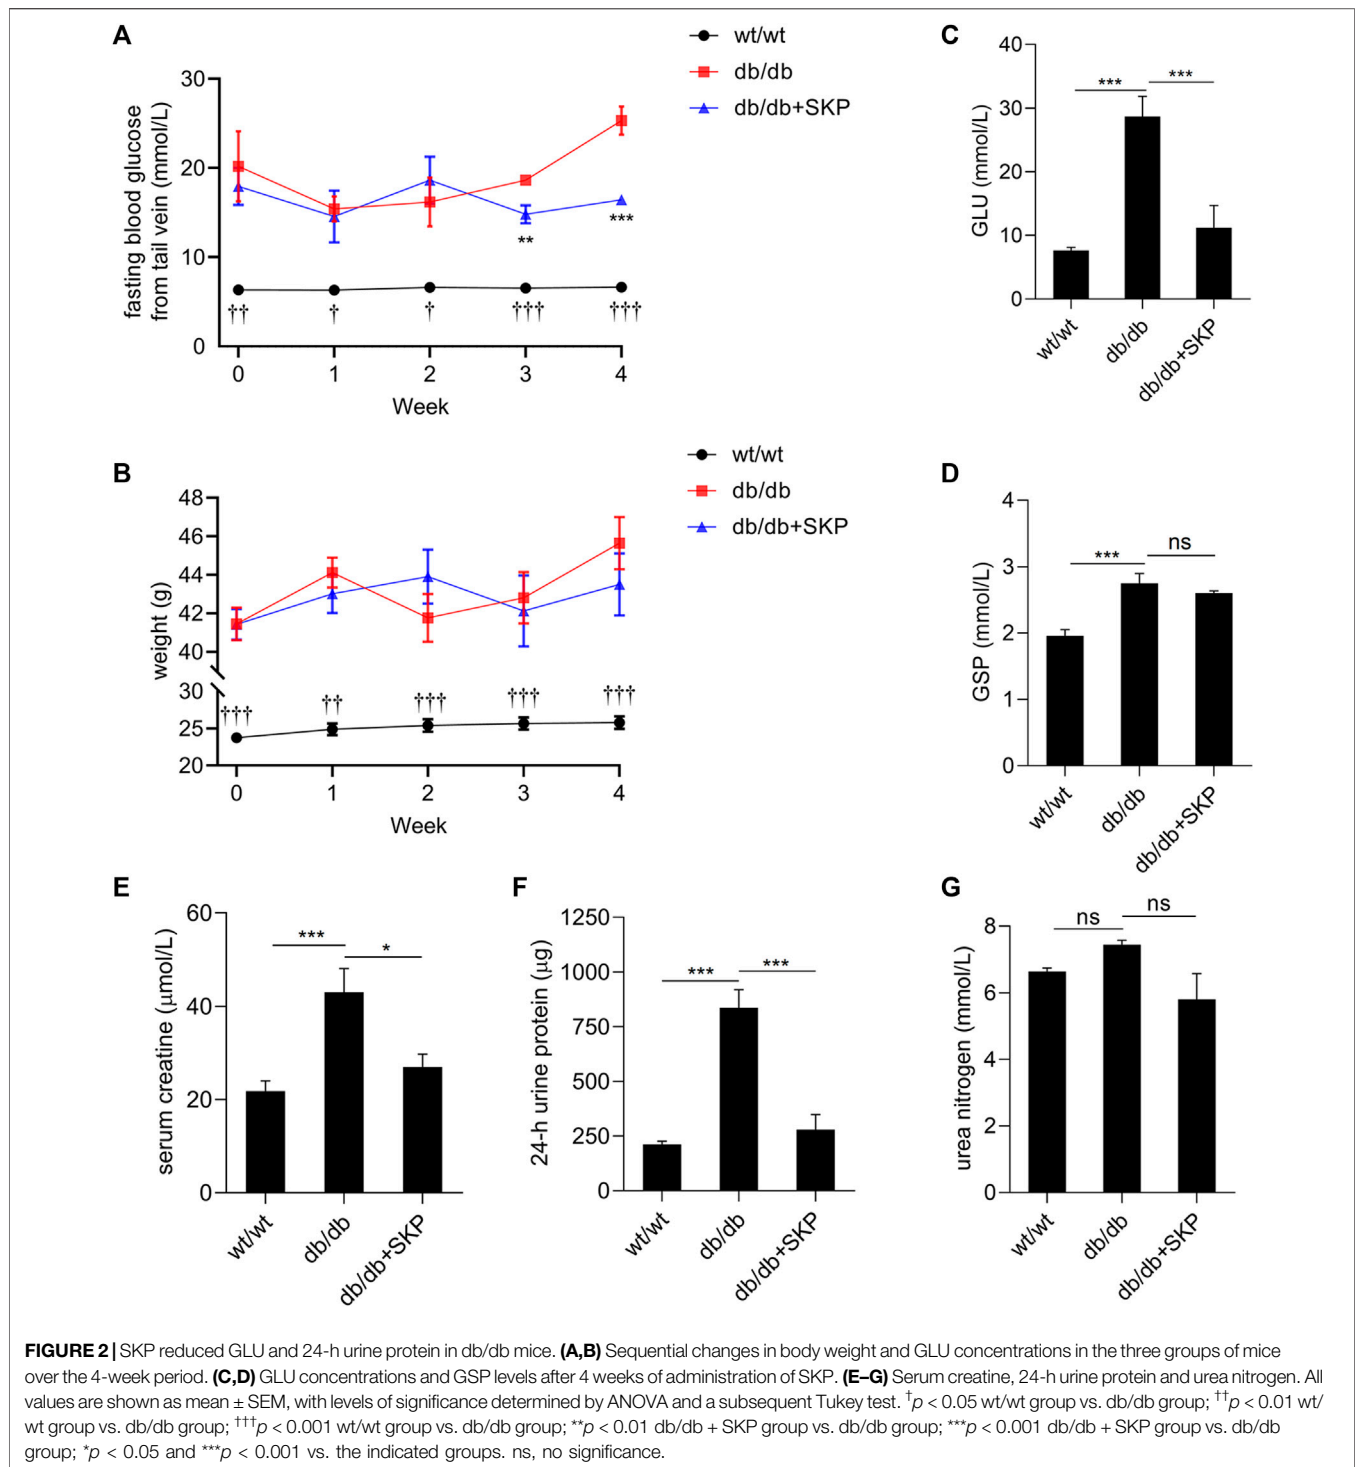 A
wt/wt
db/db
db/db+SKP
fasting blood glucose
from tail vein (mmol/L)
30
20
10
0
**
***
††
†
†
†††
†††
0 1 2 3 4
Week
C
GLU (mmol/L)
40
30
20
10
0
*** ***
wt/wt
db/db
db/db+SKP
B
wt/wt
db/db
db/db+SKP
weight (g)
48
46
44
42
40
30
25
20
†††
††
†††
†††
†††
0 1 2 3 4
Week
D
GSP (mmol/L)
4
3
2
1
0
*** ns
wt/wt
db/db
db/db+SKP
E
serum creatine (μmol/L)
60
40
20
0
*** *
wt/wt
db/db
db/db+SKP
F
24-h urine protein (μg)
1250
1000
750
500
250
0
*** ***
wt/wt
db/db
db/db+SKP
G
urea nitrogen (mmol/L)
8
6
4
2
0
ns ns
wt/wt
db/db
db/db+SKP
FIGURE 2 | SKP reduced GLU and 24-h urine protein in db/db mice. (A,B) Sequential changes in body weight and GLU concentrations in the three groups of mice
over the 4-week period. (C,D) GLU concentrations and GSP levels after 4 weeks of administration of SKP. (E–G) Serum creatine, 24-h urine protein and urea nitrogen. All
values are shown as mean ± SEM, with levels of significance determined by ANOVA and a subsequent Tukey test. †p < 0.05 wt/wt group vs. db/db group; ††p < 0.01 wt/
wt group vs. db/db group; †††p < 0.001 wt/wt group vs. db/db group; **p < 0.01 db/db + SKP group vs. db/db group; ***p < 0.001 db/db + SKP group vs. db/db
group; *p < 0.05 and ***p < 0.001 vs. the indicated groups. ns, no significance.